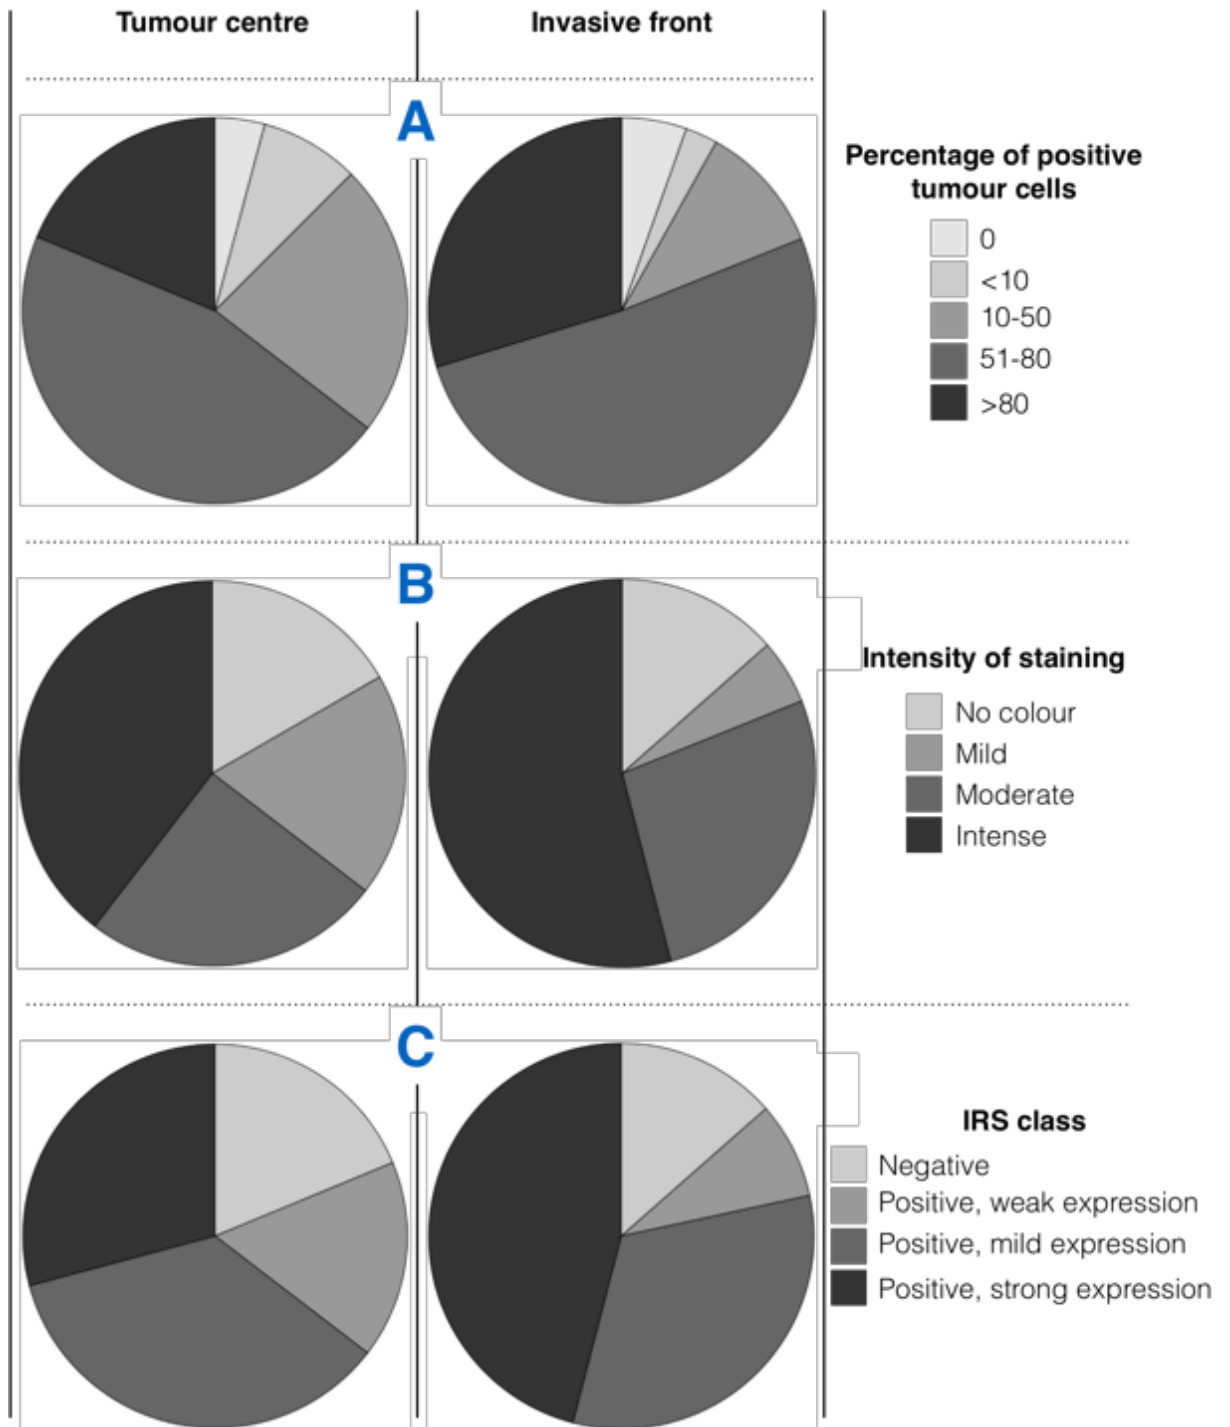 Tumour centre
Invasive front
A
Percentage of positive
tumour cells
0
<10
10-50
51-80
>80
B
Intensity of staining
No colour
Mild
Moderate
Intense
C
IRS class
Negative
Positive, weak expression
Positive, mild expression
Positive, strong expression